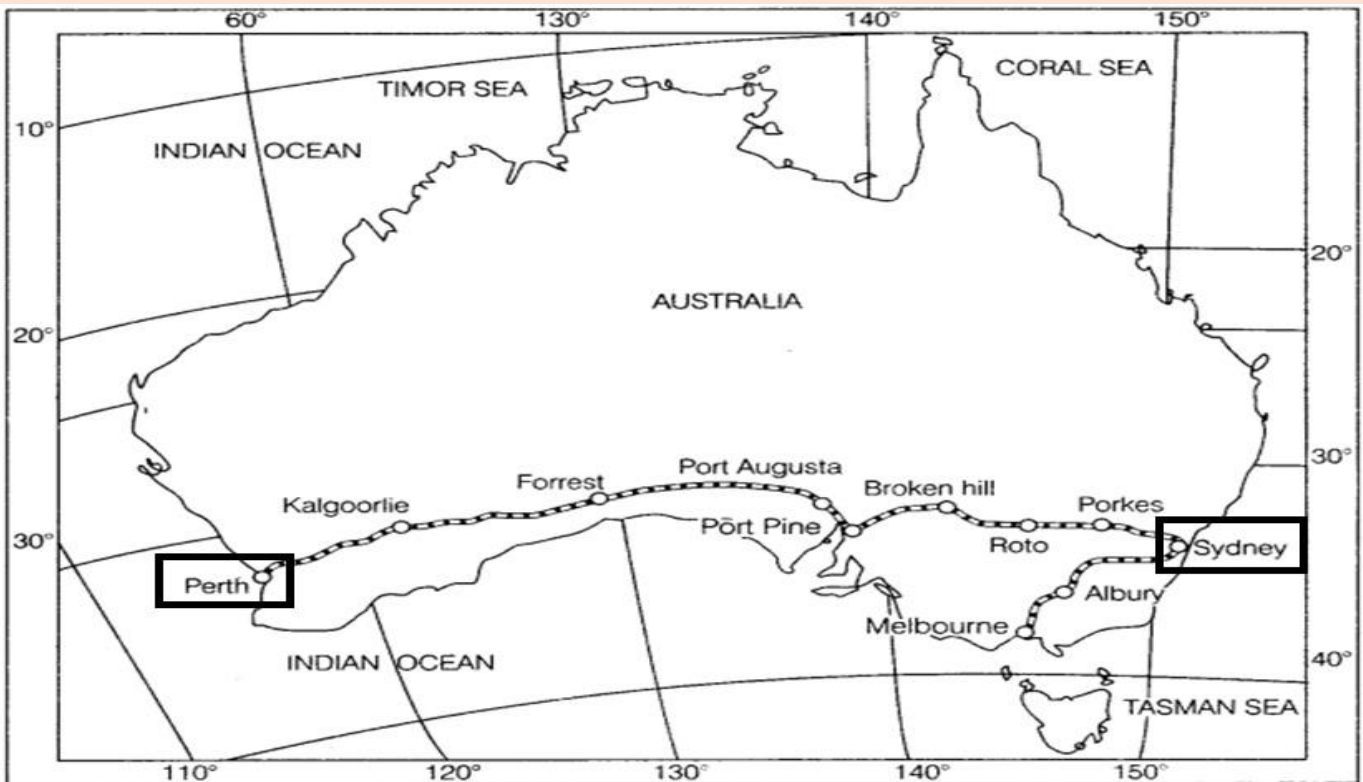 60°
130°
140°
150°
TIMOR SEA
CORAL SEA
10°
INDIAN OCEAN
20°
AUSTRALIA
20°
Port Augusta
Forrest
Broken hill
30°
Kalgoorlie
Porkes
Pōrt Pine
30°
Roto
Sydney
Perth
Albury
Melbourne
INDIAN OCEAN
40°
TASMAN SEA
110°
120°
130°
140°
150°